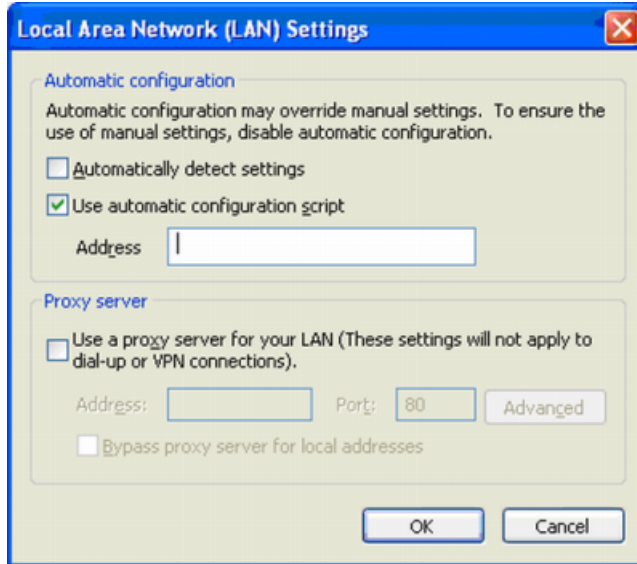 Local Area Network (LAN) Settings
Automatic configuration
Automatic configuration may override manual settings. To ensure the
use of manual settings, disable automatic configuration.
Automatically detect settings
Use automatic configuration script
Address
Proxy server
Use a proxy server for your LAN (These settings will not apply to
dial-up or VPN connections).
Address: Port: 80 Advanced
Bypass proxy server for local addresses
OK Cancel